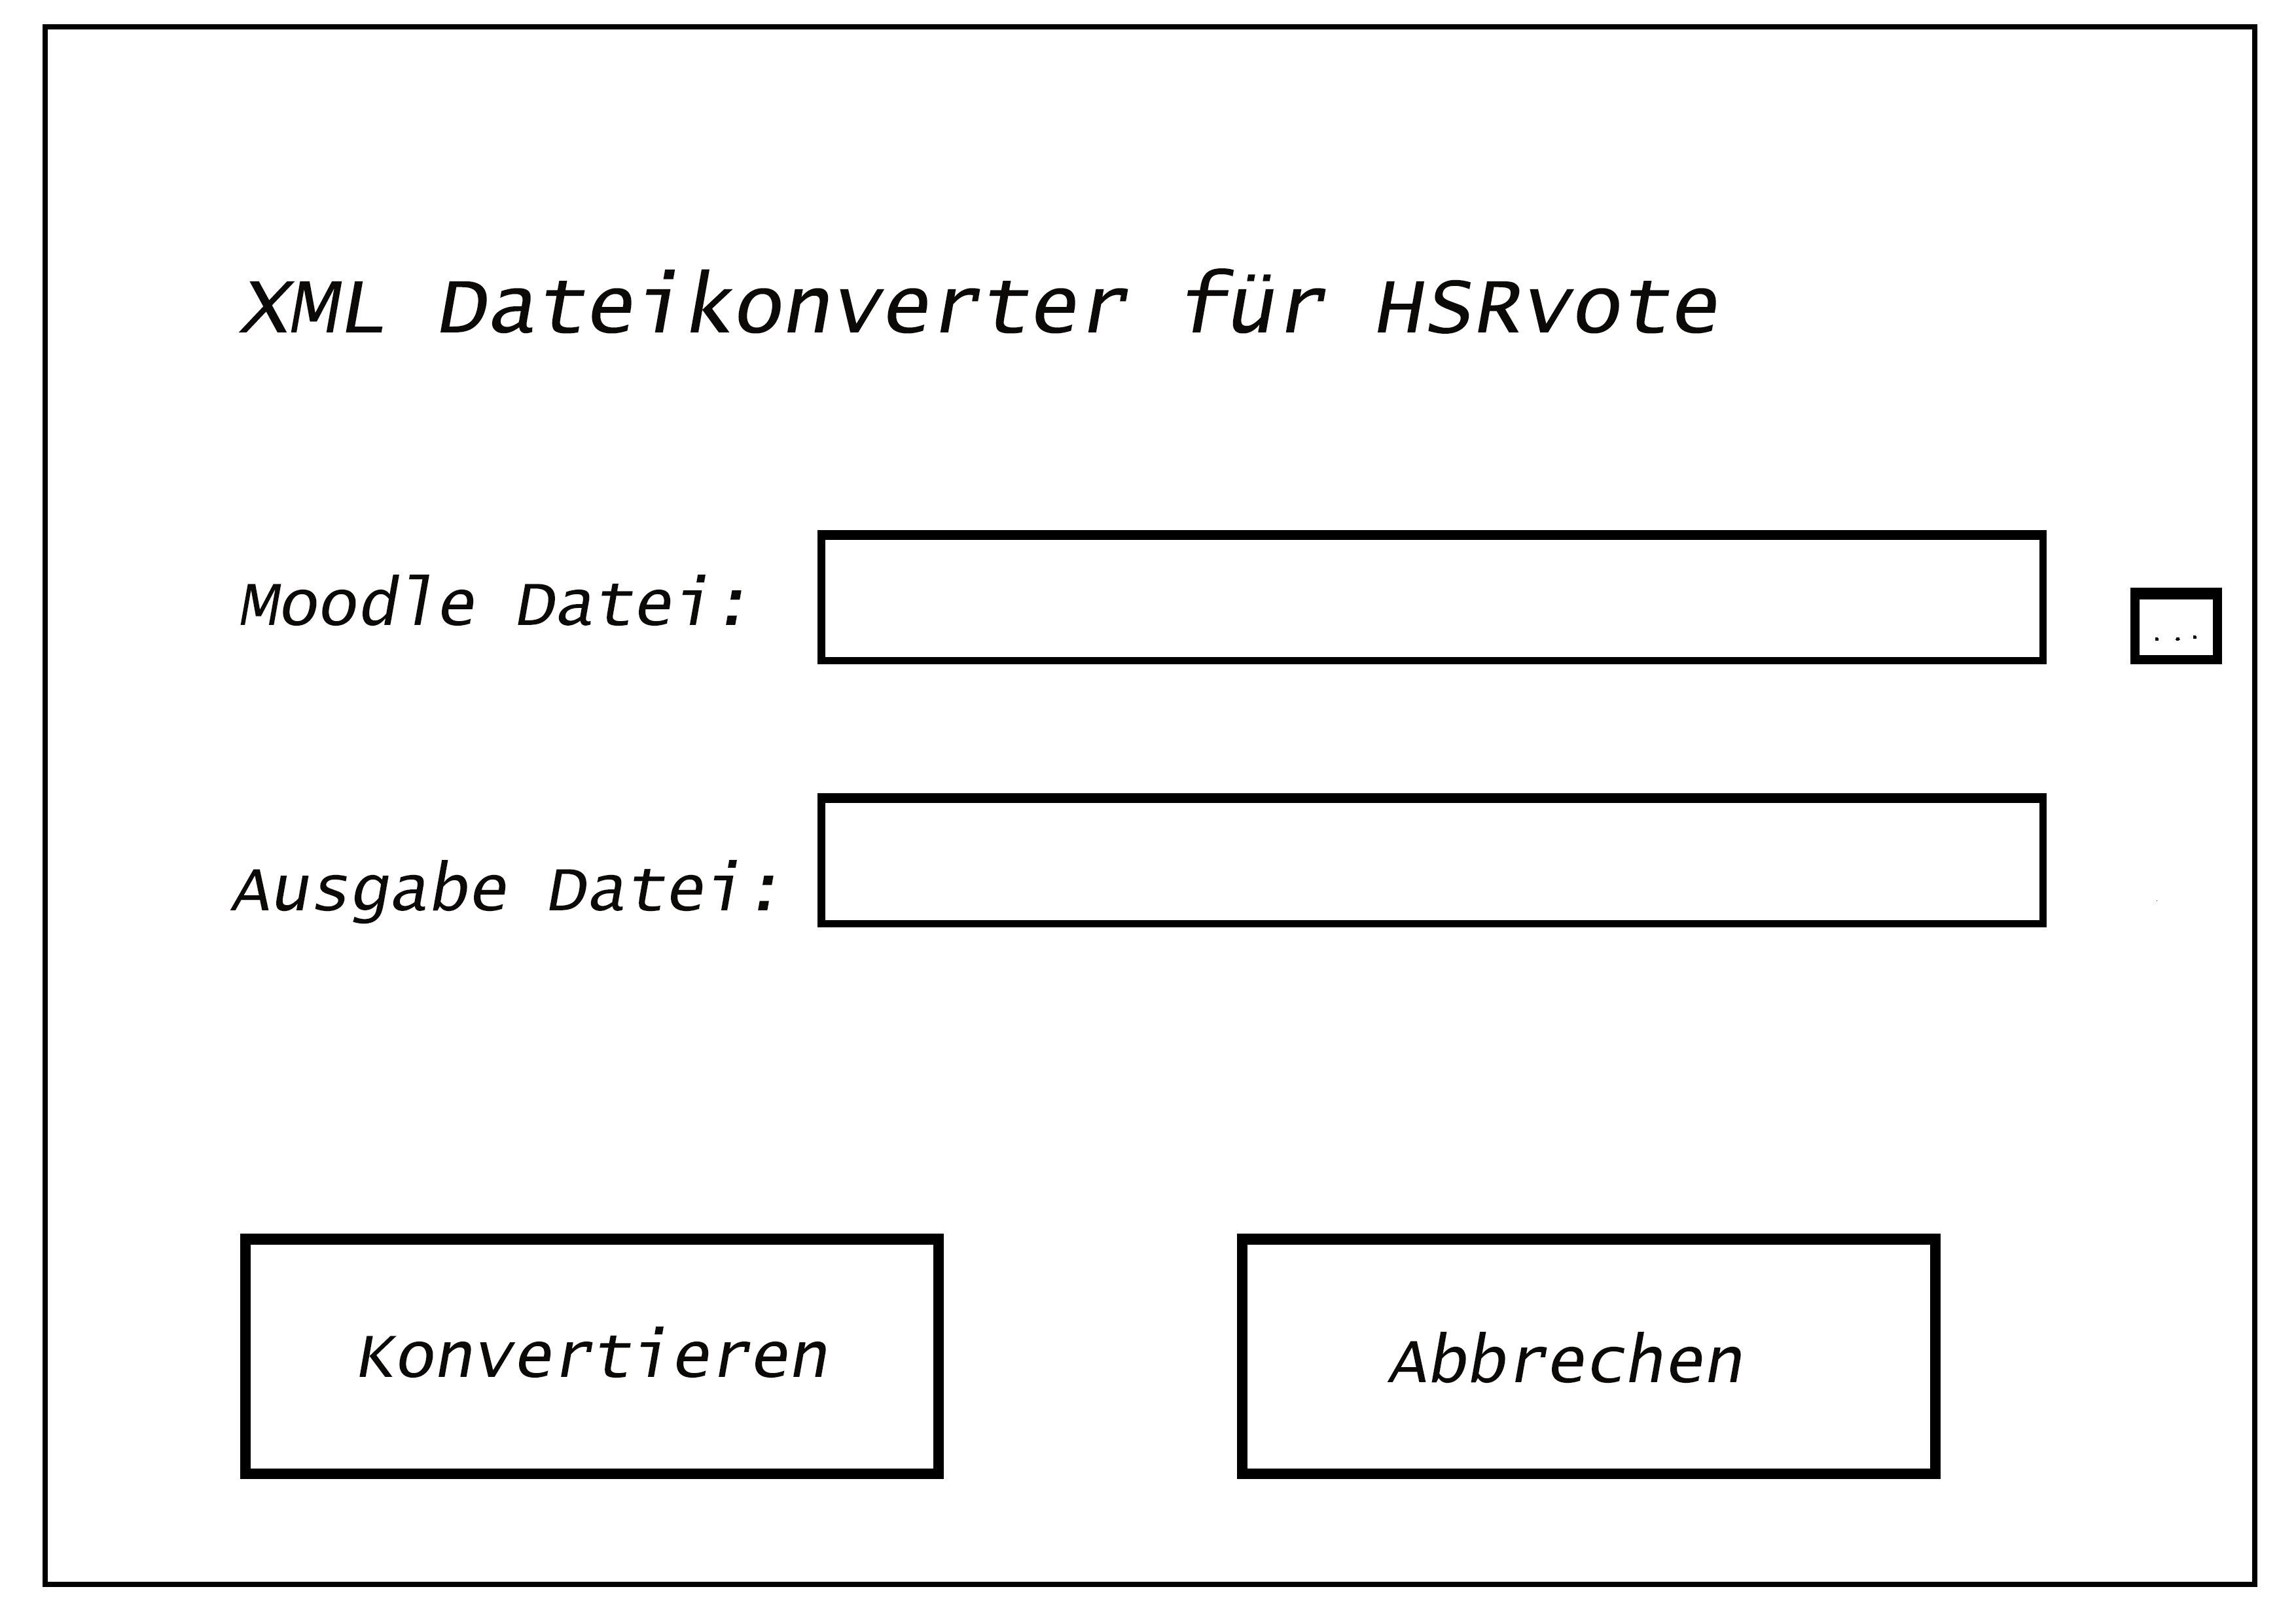 XML Dateikonverter für HSRvote
Moodle Datei:
...
Ausgabe Datei:
Konvertieren
Abbrechen